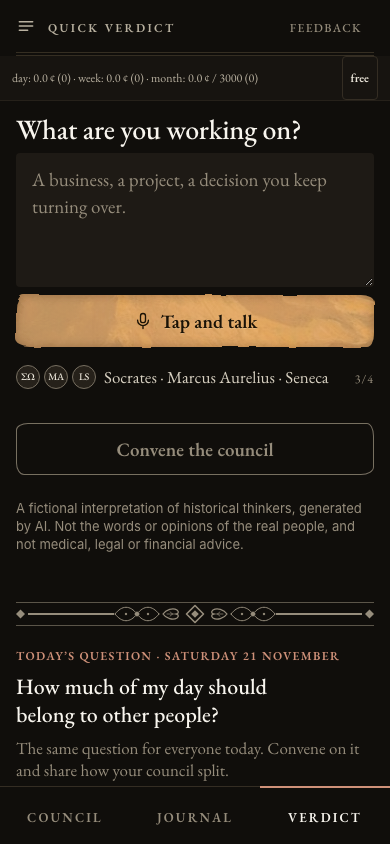 QUICK VERDICT
FEEDBACK
day: 0.0 ¢ (0) · week: 0.0 ¢ (0) · month: 0.0 ¢ / 3000 (0)
free
What are you working on?
A business, a project, a decision you keep
turning over.
Tap and talk
ΣΩ MA LS Socrates · Marcus Aurelius · Seneca 3/4
Convene the council
A fictional interpretation of historical thinkers, generated
by AI. Not the words or opinions of the real people, and
not medical, legal or financial advice.
TODAY'S QUESTION · SATURDAY 21 NOVEMBER
How much of my day should
belong to other people?
The same question for everyone today. Convene on it
and share how your council split.
COUNCIL JOURNAL VERDICT